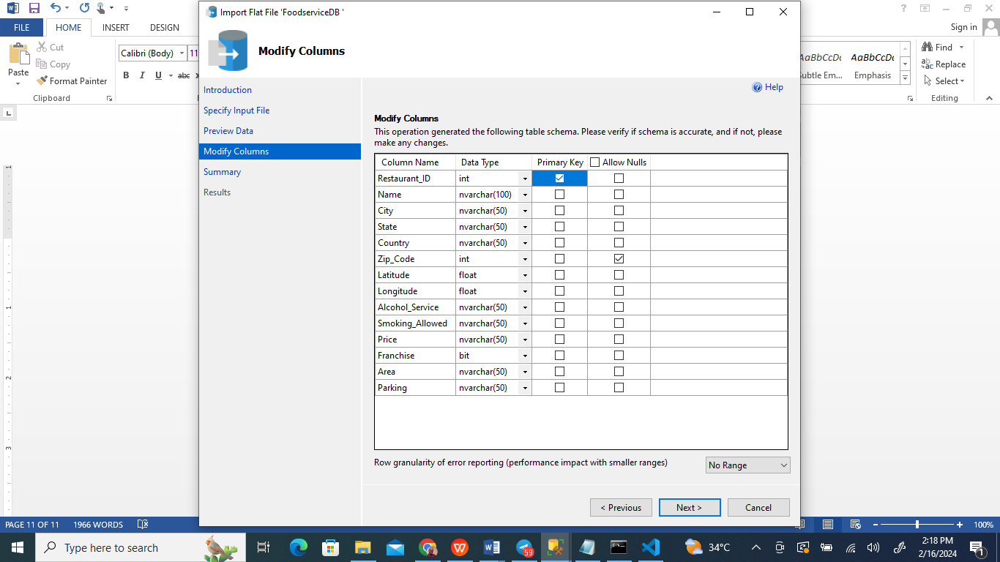 Import Flat File 'FoodserviceDB '
FILE HOME INSERT DESIGN
Sign in
Modify Columns
Cut
Copy
Format Painter
Paste
Clipboard
Calibri (Body) 11
B I U abc
AaBbCcDc AaBbCcDc
Subtle Em... Emphasis
Find
Replace
Select
Editing
Introduction
Specify Input File
Preview Data
Modify Columns
Summary
Results
Help
Modify Columns
This operation generated the following table schema. Please verify if schema is accurate, and if not, please
make any changes.
Column Name Data Type Primary Key Allow Nulls
Restaurant_ID int
Name nvarchar(100)
City nvarchar(50)
State nvarchar(50)
Country nvarchar(50)
Zip_Code int
Latitude float
Longitude float
Alcohol_Service nvarchar(50)
Smoking_Allowed nvarchar(50)
Price nvarchar(50)
Franchise bit
Area nvarchar(50)
Parking nvarchar(50)
Row granularity of error reporting (performance impact with smaller ranges)
No Range
< Previous Next > Cancel
1
1
2
3
PAGE 11 OF 11 1966 WORDS
100%
Type here to search
59
34°C
2:18 PM
2/16/2024
1